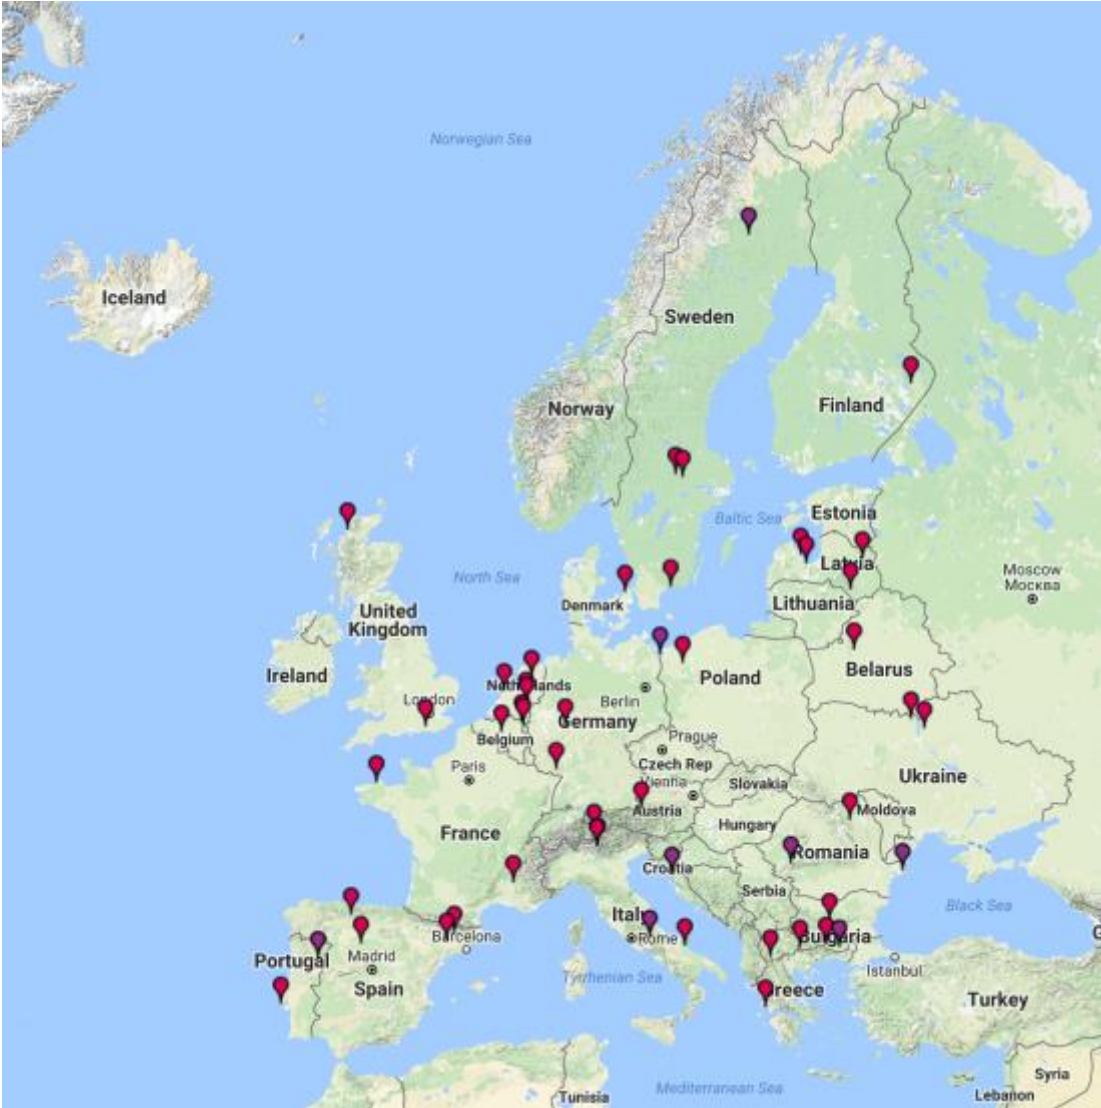 Norwegian Sea
Iceland
Sweden
Norway
Finland
Baltic Sea
Estonia
Latvia
Moscow
Москва
North Sea
Denmark
Lithuania
United
Kingdom
Ireland
Belarus
Poland
Netherlands
London
Berlin
Germany
Belgium
Prague
Paris
Czech Rep
Ukraine
Vienna
Slovakia
Austria
Moldova
Hungary
France
Romania
Croatia
Serbia
Black Sea
Italy
Barcelona
Rome
Bulgaria
Portugal
Madrid
Istanbul
Tyrrhenian Sea
Spain
Greece
Turkey
Syria
Mediterranean Sea
Tunisia
Lebanon